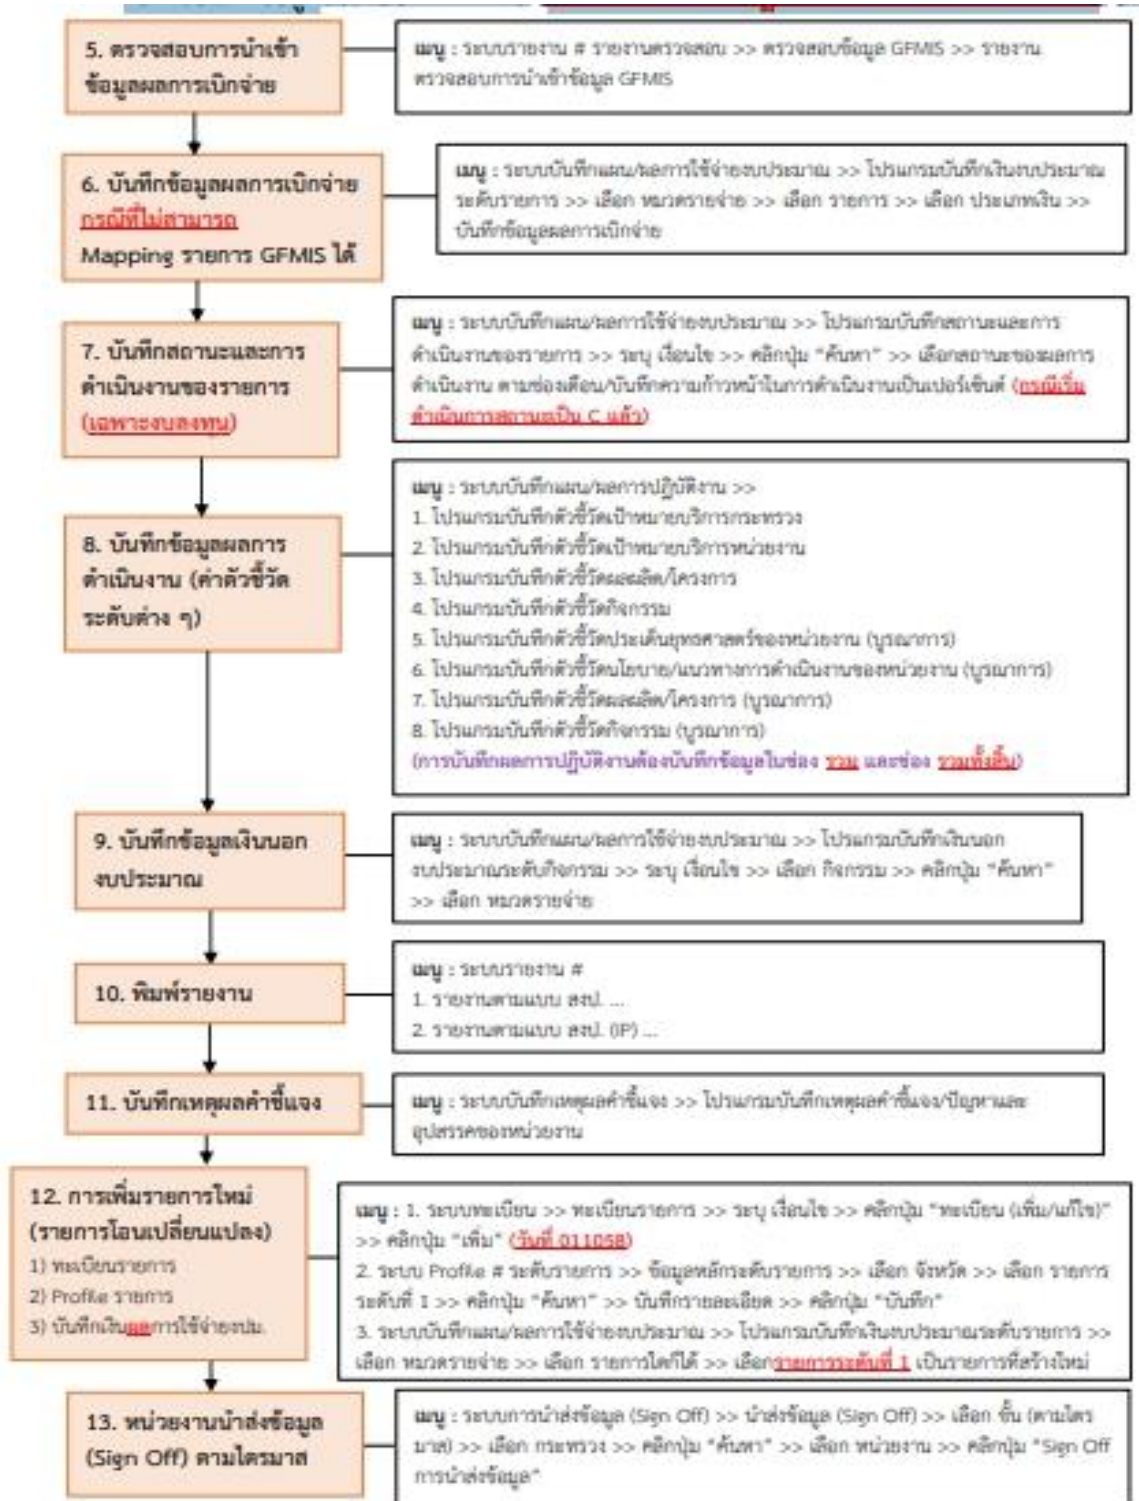 5. ตรวจสอบการนำเข้า
ข้อมูลผลการเบิกจ่าย
เมนู : ระบบรายงาน # รายงานตรวจสอบ >> ตรวจสอบข้อมูล GFMIS >> รายงาน
ตรวจสอบการนำเข้าข้อมูล GFMIS
6. บันทึกข้อมูลผลการเบิกจ่าย
กรณีที่ไม่สามารถ
Mapping รายการ GFMIS ได้
เมนู : ระบบบันทึกแผน/ผลการใช้จ่ายงบประมาณ >> โปรแกรมบันทึกเงินงบประมาณ
ระดับรายการ >> เลือก หมวดรายจ่าย >> เลือก รายการ >> เลือก ประเภทเงิน >>
บันทึกข้อมูลผลการเบิกจ่าย
7. บันทึกสถานะและการ
ดำเนินงานของรายการ
(เฉพาะงบลงทุน)
เมนู : ระบบบันทึกแผน/ผลการใช้จ่ายงบประมาณ >> โปรแกรมบันทึกสถานะและการ
ดำเนินงานของรายการ >> ระบุ เงื่อนไข >> คลิกปุ่ม "ค้นหา" >> เลือกสถานะของผลการ
ดำเนินงาน ตามช่องเดือน/บันทึกความก้าวหน้าในการดำเนินงานเป็นเปอร์เซ็นต์ (กรณีเริ่ม
ดำเนินการสถานะเป็น C แล้ว)
8. บันทึกข้อมูลผลการ
ดำเนินงาน (ค่าตัวชี้วัด
ระดับต่าง ๆ)
เมนู : ระบบบันทึกแผน/ผลการปฏิบัติงาน >>
1. โปรแกรมบันทึกตัวชี้วัดเป้าหมายบริการกระทรวง
2. โปรแกรมบันทึกตัวชี้วัดเป้าหมายบริการหน่วยงาน
3. โปรแกรมบันทึกตัวชี้วัดผลผลิต/โครงการ
4. โปรแกรมบันทึกตัวชี้วัดกิจกรรม
5. โปรแกรมบันทึกตัวชี้วัดประเด็นยุทธศาสตร์ของหน่วยงาน (บูรณาการ)
6. โปรแกรมบันทึกตัวชี้วัดนโยบาย/แนวทางการดำเนินงานของหน่วยงาน (บูรณาการ)
7. โปรแกรมบันทึกตัวชี้วัดผลผลิต/โครงการ (บูรณาการ)
8. โปรแกรมบันทึกตัวชี้วัดกิจกรรม (บูรณาการ)
(การบันทึกผลการปฏิบัติงานต้องบันทึกข้อมูลในช่อง รวม และช่อง รวมทั้งสิ้น)
9. บันทึกข้อมูลเงินนอก
งบประมาณ
เมนู : ระบบบันทึกแผน/ผลการใช้จ่ายงบประมาณ >> โปรแกรมบันทึกเงินนอก
งบประมาณระดับกิจกรรม >> ระบุ เงื่อนไข >> เลือก กิจกรรม >> คลิกปุ่ม "ค้นหา"
>> เลือก หมวดรายจ่าย
10. พิมพ์รายงาน
เมนู : ระบบรายงาน #
1. รายงานตามแบบ สงป. ...
2. รายงานตามแบบ สงป. (IP) ...
11. บันทึกเหตุผลคำชี้แจง
เมนู : ระบบบันทึกเหตุผลคำชี้แจง >> โปรแกรมบันทึกเหตุผลคำชี้แจง/ปัญหาและ
อุปสรรคของหน่วยงาน
12. การเพิ่มรายการใหม่
(รายการโอนเปลี่ยนแปลง)
1) ทะเบียนรายการ
2) Profile รายการ
3) บันทึกเงินผลการใช้จ่ายงปม.
เมนู : 1. ระบบทะเบียน >> ทะเบียนรายการ >> ระบุ เงื่อนไข >> คลิกปุ่ม "ทะเบียน (เพิ่ม/แก้ไข)"
>> คลิกปุ่ม "เพิ่ม" (วันที่ 011058)
2. ระบบ Profile # ระดับรายการ >> ข้อมูลหลักระดับรายการ >> เลือก จังหวัด >> เลือก รายการ
ระดับที่ 1 >> คลิกปุ่ม "ค้นหา" >> บันทึกรายละเอียด >> คลิกปุ่ม "บันทึก"
3. ระบบบันทึกแผน/ผลการใช้จ่ายงบประมาณ >> โปรแกรมบันทึกเงินงบประมาณระดับรายการ >>
เลือก หมวดรายจ่าย >> เลือก รายการใดก็ได้ >> เลือกรายการระดับที่ 1 เป็นรายการที่สร้างใหม่
13. หน่วยงานนำส่งข้อมูล
(Sign Off) ตามไตรมาส
เมนู : ระบบการนำส่งข้อมูล (Sign Off) >> นำส่งข้อมูล (Sign Off) >> เลือก ชั้น (ตามไตร
มาส) >> เลือก กระทรวง >> คลิกปุ่ม "ค้นหา" >> เลือก หน่วยงาน >> คลิกปุ่ม "Sign Off
การนำส่งข้อมูล"